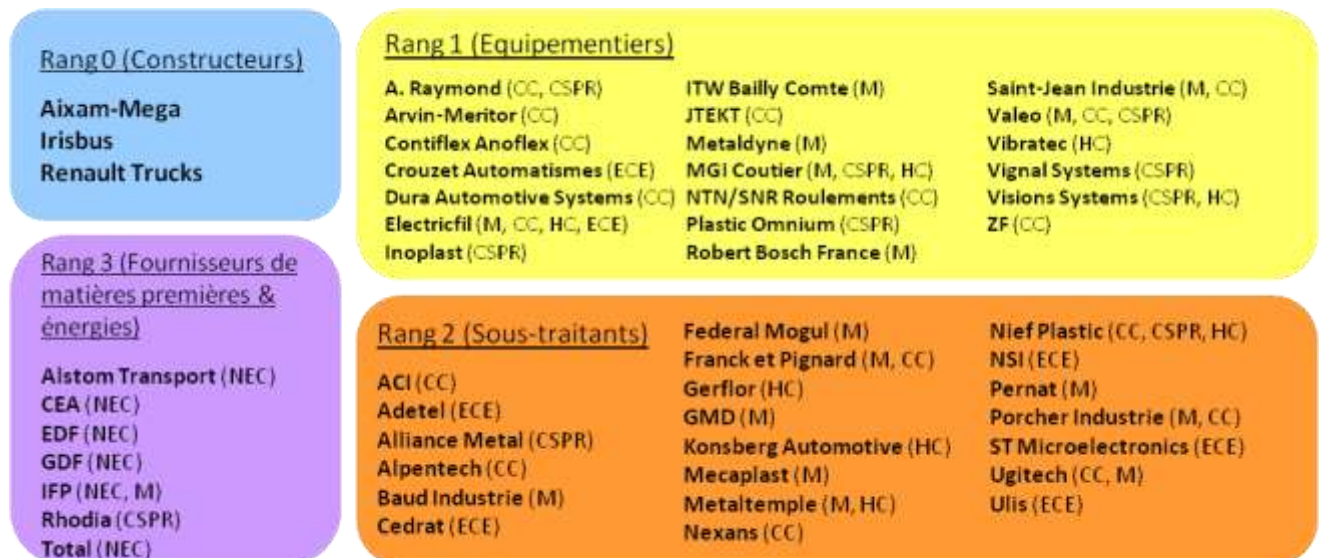 Rang 0 (Constructeurs)
Aixam-Mega
Irisbus
Renault Trucks
Rang 1 (Equipementiers)
A. Raymond (CC, CSPR)
Arvin-Meritor (CC)
Contiflex Anoflex (CC)
Crouzet Automatismes (ECE)
Dura Automotive Systems (CC)
Electricfil (M, CC, HC, ECE)
Inoplast (CSPR)
ITW Bailly Comte (M)
JTEKT (CC)
Metaldyne (M)
MGI Coutier (M, CSPR, HC)
NTN/SNR Roulements (CC)
Plastic Omnium (CSPR)
Robert Bosch France (M)
Saint-Jean Industrie (M, CC)
Valeo (M, CC, CSPR)
Vibratec (HC)
Vignal Systems (CSPR)
Visions Systems (CSPR, HC)
ZF (CC)
Rang 3 (Fournisseurs de
matières premières &
énergies)
Alstom Transport (NEC)
CEA (NEC)
EDF (NEC)
GDF (NEC)
IFP (NEC, M)
Rhodia (CSPR)
Total (NEC)
Rang 2 (Sous-traitants)
ACI (CC)
Adetel (ECE)
Alliance Metal (CSPR)
Alpentech (CC)
Baud Industrie (M)
Cedrat (ECE)
Federal Mogul (M)
Franck et Pignard (M, CC)
Gerflor (HC)
GMD (M)
Konsberg Automotive (HC)
Mecaplast (M)
Metaltemple (M, HC)
Nexans (CC)
Nief Plastic (CC, CSPR, HC)
NSI (ECE)
Pernat (M)
Porcher Industrie (M, CC)
ST Microelectronics (ECE)
Ugitech (CC, M)
Ulis (ECE)